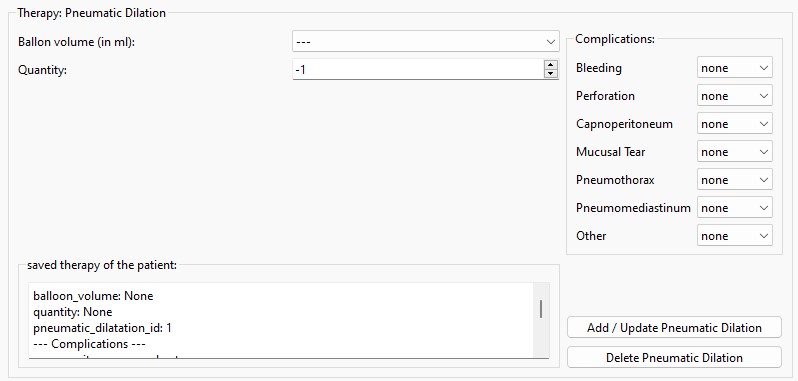 Therapy: Pneumatic Dilation
Ballon volume (in ml): ---
Quantity: -1
Complications:
Bleeding none
Perforation none
Capnoperitoneum none
Mucusal Tear none
Pneumothorax none
Pneumomediastinum none
Other none
saved therapy of the patient:
balloon_volume: None
quantity: None
pneumatic_dilatation_id: 1
--- Complications ---
Add / Update Pneumatic Dilation
Delete Pneumatic Dilation